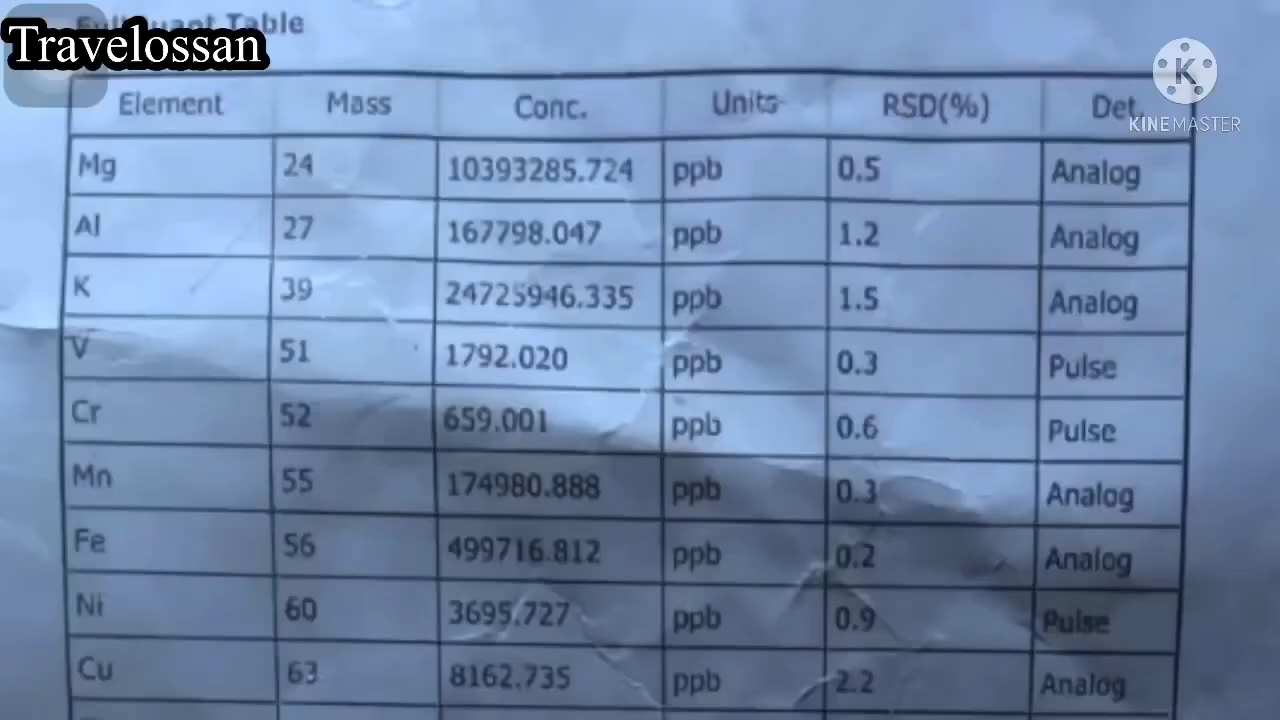 Full Quant Table
Travelossan
KINEMASTER
Element Mass Conc. Units RSD(%) Det.
Mg 24 10393285.724 ppb 0.5 Analog
Al 27 167798.047 ppb 1.2 Analog
K 39 24725946.335 ppb 1.5 Analog
V 51 1792.020 ppb 0.3 Pulse
Cr 52 659.001 ppb 0.6 Pulse
Mn 55 174980.888 ppb 0.3 Analog
Fe 56 499716.812 ppb 0.2 Analog
Ni 60 3695.727 ppb 0.9 Pulse
Cu 63 8162.735 ppb 2.2 Analog